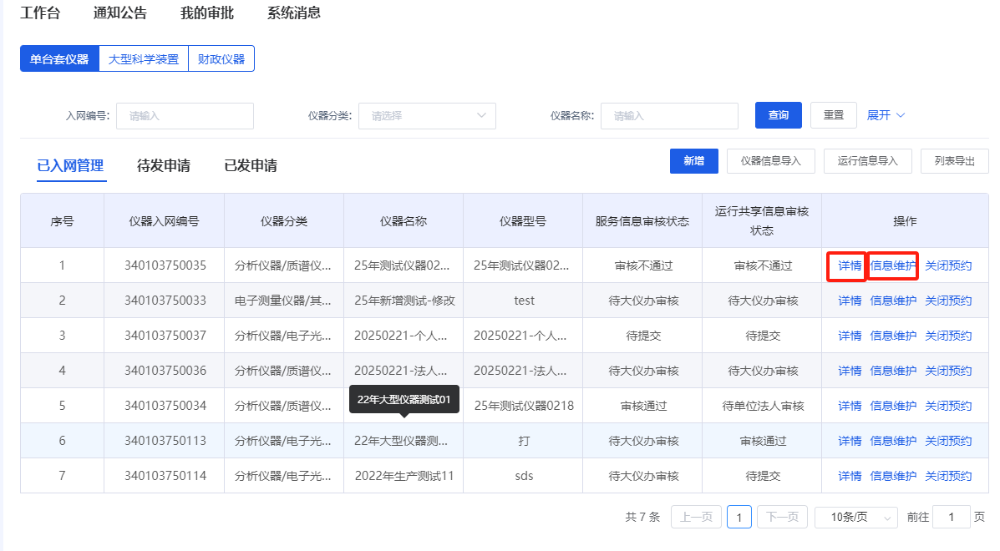 工作台 通知公告 我的审批 系统消息
单台套仪器 大型科学装置 财政仪器
入网编号: 请输入 仪器分类: 请选择 仪器名称: 请输入 查询 重置 展开
已入网管理 待发申请 已发申请 新增 仪器信息导入 运行信息导入 列表导出
序号 仪器入网编号 仪器分类 仪器名称 仪器型号 服务信息审核状态 运行共享信息审核 操作
状态
1 340103750035 分析仪器/质谱仪... 25年测试仪器02... 25年测试仪器02... 审核不通过 审核不通过 详情 信息维护 关闭预约
2 340103750033 电子测量仪器/其... 25年新增测试-修改 test 待大仪办审核 待大仪办审核 详情 信息维护 关闭预约
3 340103750037 分析仪器/电子光... 20250221-个人... 20250221-个人... 待提交 待提交 详情 信息维护 关闭预约
4 340103750036 分析仪器/质谱仪... 20250221-法人... 20250221-法人... 待大仪办审核 待大仪办审核 详情 信息维护 关闭预约
22年大型仪器测试01
5 340103750034 分析仪器/质谱仪... 25年测试仪器0218 审核通过 待单位法人审核 详情 信息维护 关闭预约
6 340103750113 分析仪器/电子光... 22年大型仪器测... 打 待大仪办审核 审核通过 详情 信息维护 关闭预约
7 340103750114 分析仪器/电子光... 2022年生产测试11 sds 待大仪办审核 待提交 详情 信息维护 关闭预约
共 7 条 上一页 1 下一页 10条/页 前往 1 页